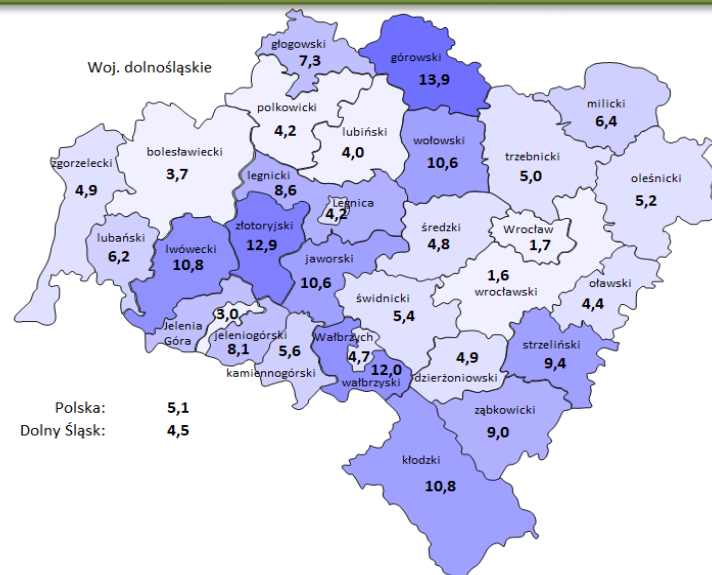 Woj. dolnośląskie
głogowski
7,3
górowski
13,9
milicki
6,4
polkowicki
4,2
lubiński
4,0
wołowski
10,6
trzebnicki
5,0
oleśnicki
5,2
zgorzelecki
4,9
bolesławiecki
3,7
legnicki
8,6
Legnica
4,2
lubański
6,2
lwówecki
10,8
złotoryjski
12,9
jaworski
10,6
średzki
4,8
Wrocław
1,7
1,6
wrocławski
oławski
4,4
świdnicki
5,4
3,0
Jelenia
Góra
jeleniogórski
8,1
5,6
kamiennogórski
Wałbrzych
4,7
12,0
wałbrzyski
4,9
dzierżoniowski
strzeliński
9,4
ząbkowicki
9,0
kłodzki
10,8
Polska: 5,1
Dolny Śląsk: 4,5